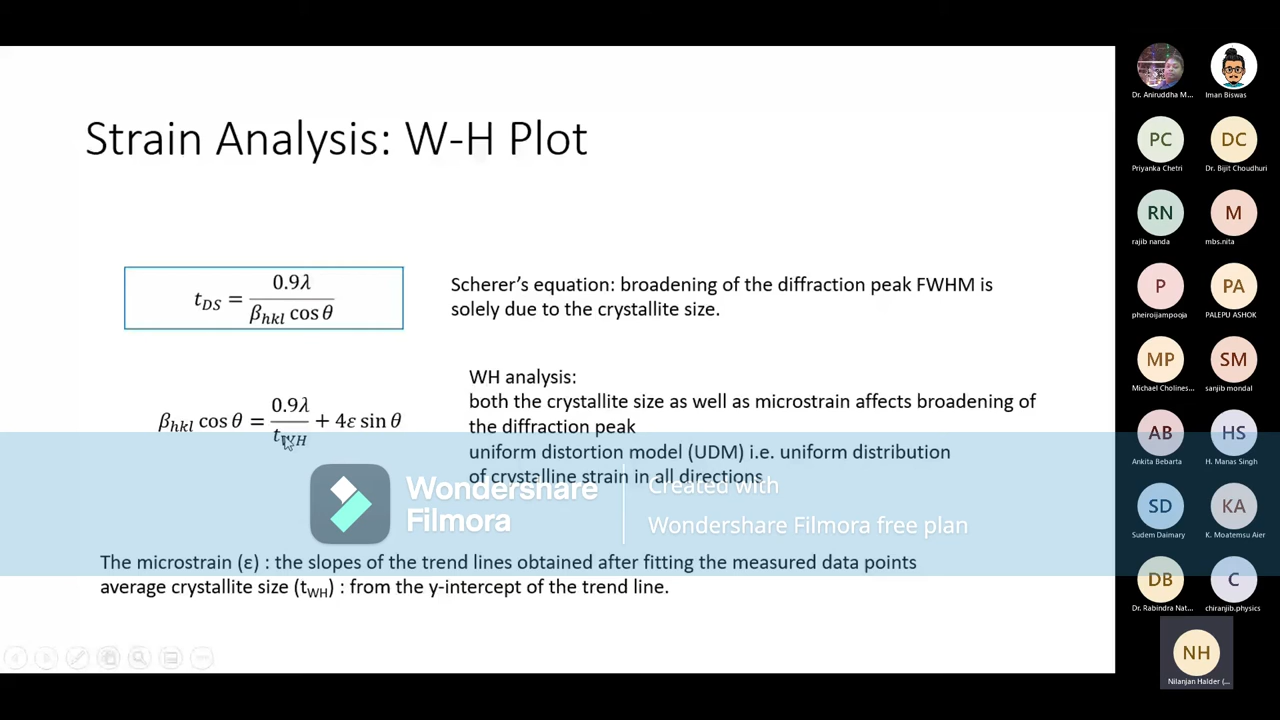 Strain Analysis: W-H Plot
t_DS = 0.9λ / β_hkl cos θ
Scherer's equation: broadening of the diffraction peak FWHM is
solely due to the crystallite size.
β_hkl cos θ = 0.9λ / t_WH + 4ε sin θ
WH analysis:
both the crystallite size as well as microstrain affects broadening of
the diffraction peak
uniform distortion model (UDM) i.e. uniform distribution
of crystalline strain in all directions
Wondershare
Filmora
Created with
Wondershare Filmora free plan
The microstrain (ε) : the slopes of the trend lines obtained after fitting the measured data points
average crystallite size (t_WH) : from the y-intercept of the trend line.
Dr. Aniruddha M...
Iman Biswas
PC
DC
Priyanka Chetri
Dr. Bijit Choudhuri
RN
M
rajib nanda
mbs.nita
P
PA
pheiroijampooja
PALEPU ASHOK
MP
SM
Michael Cholines...
sanjib mondal
AB
HS
Ankita Bebarta
H. Manas Singh
SD
KA
Sudem Daimary
K. Moatemsu Aier
DB
C
Dr. Rabindra Nat...
chiranjib.physics
NH
Nilanjan Halder (...